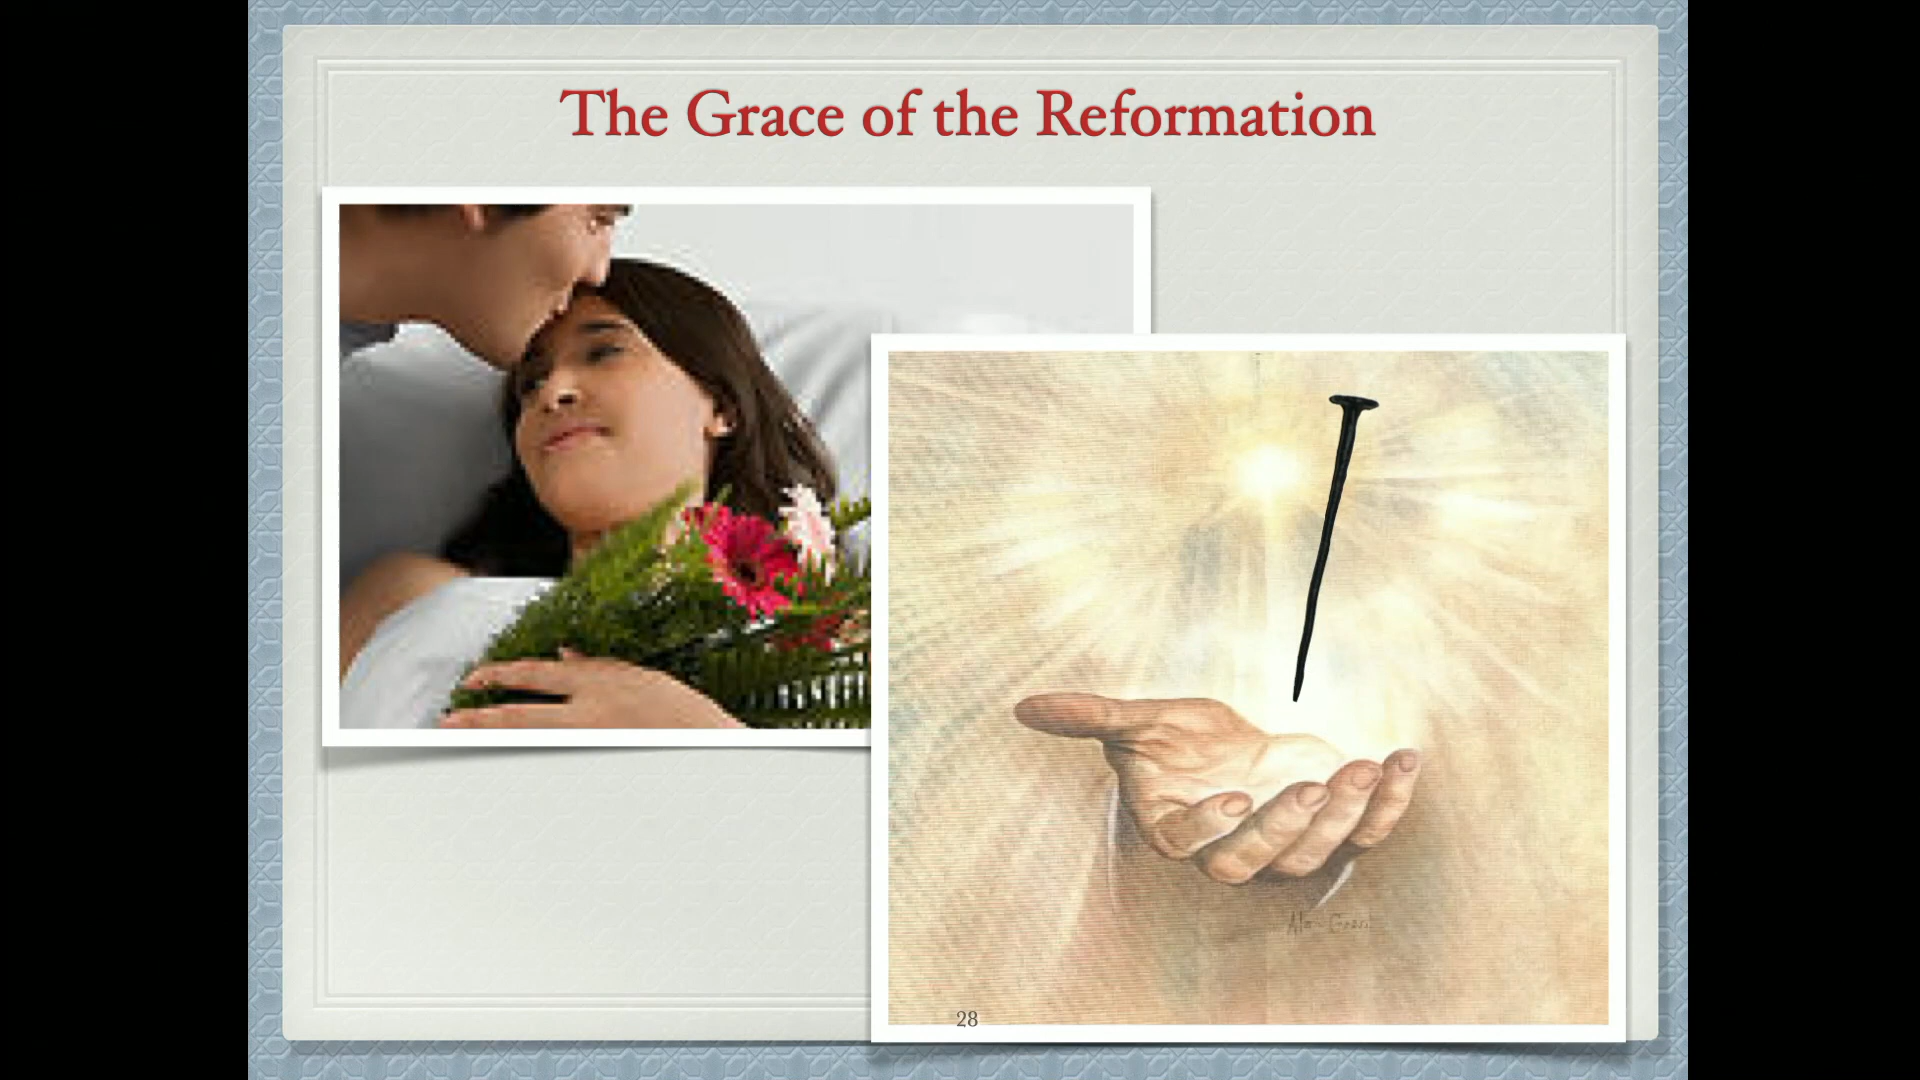 The Grace of the Reformation
28